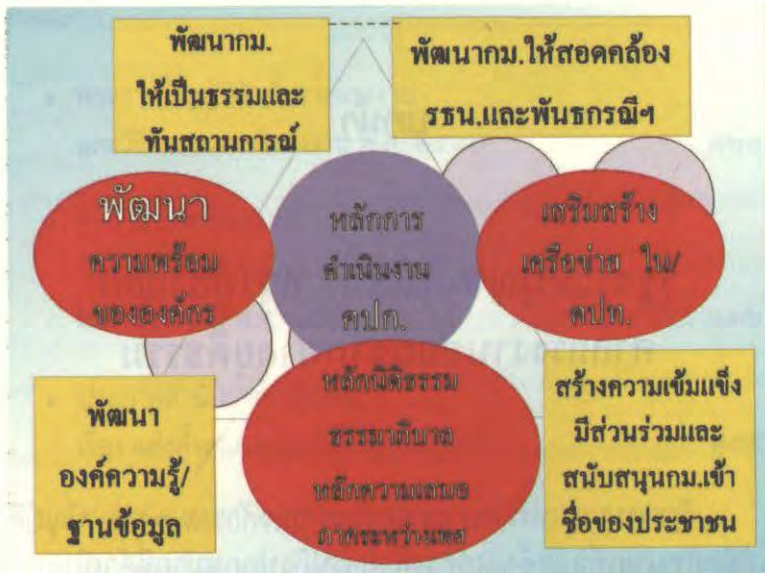 พัฒนากม.
ให้เป็นธรรมและ
ทันสถานการณ์
พัฒนากม.ให้สอดคล้อง
รธน.และพันธกรณีฯ
พัฒนา
ความพร้อม
ขององค์กร
หลักการ
ดำเนินงาน
คปก.
เสริมสร้าง
เครือข่าย ใน/
ตปท.
พัฒนา
องค์ความรู้/
ฐานข้อมูล
หลักนิติธรรม
ธรรมาภิบาล
หลักความเสมอ
ภาคระหว่างเพศ
สร้างความเข้มแข็ง
มีส่วนร่วมและ
สนับสนุนกม.เข้า
ชื่อของประชาชน